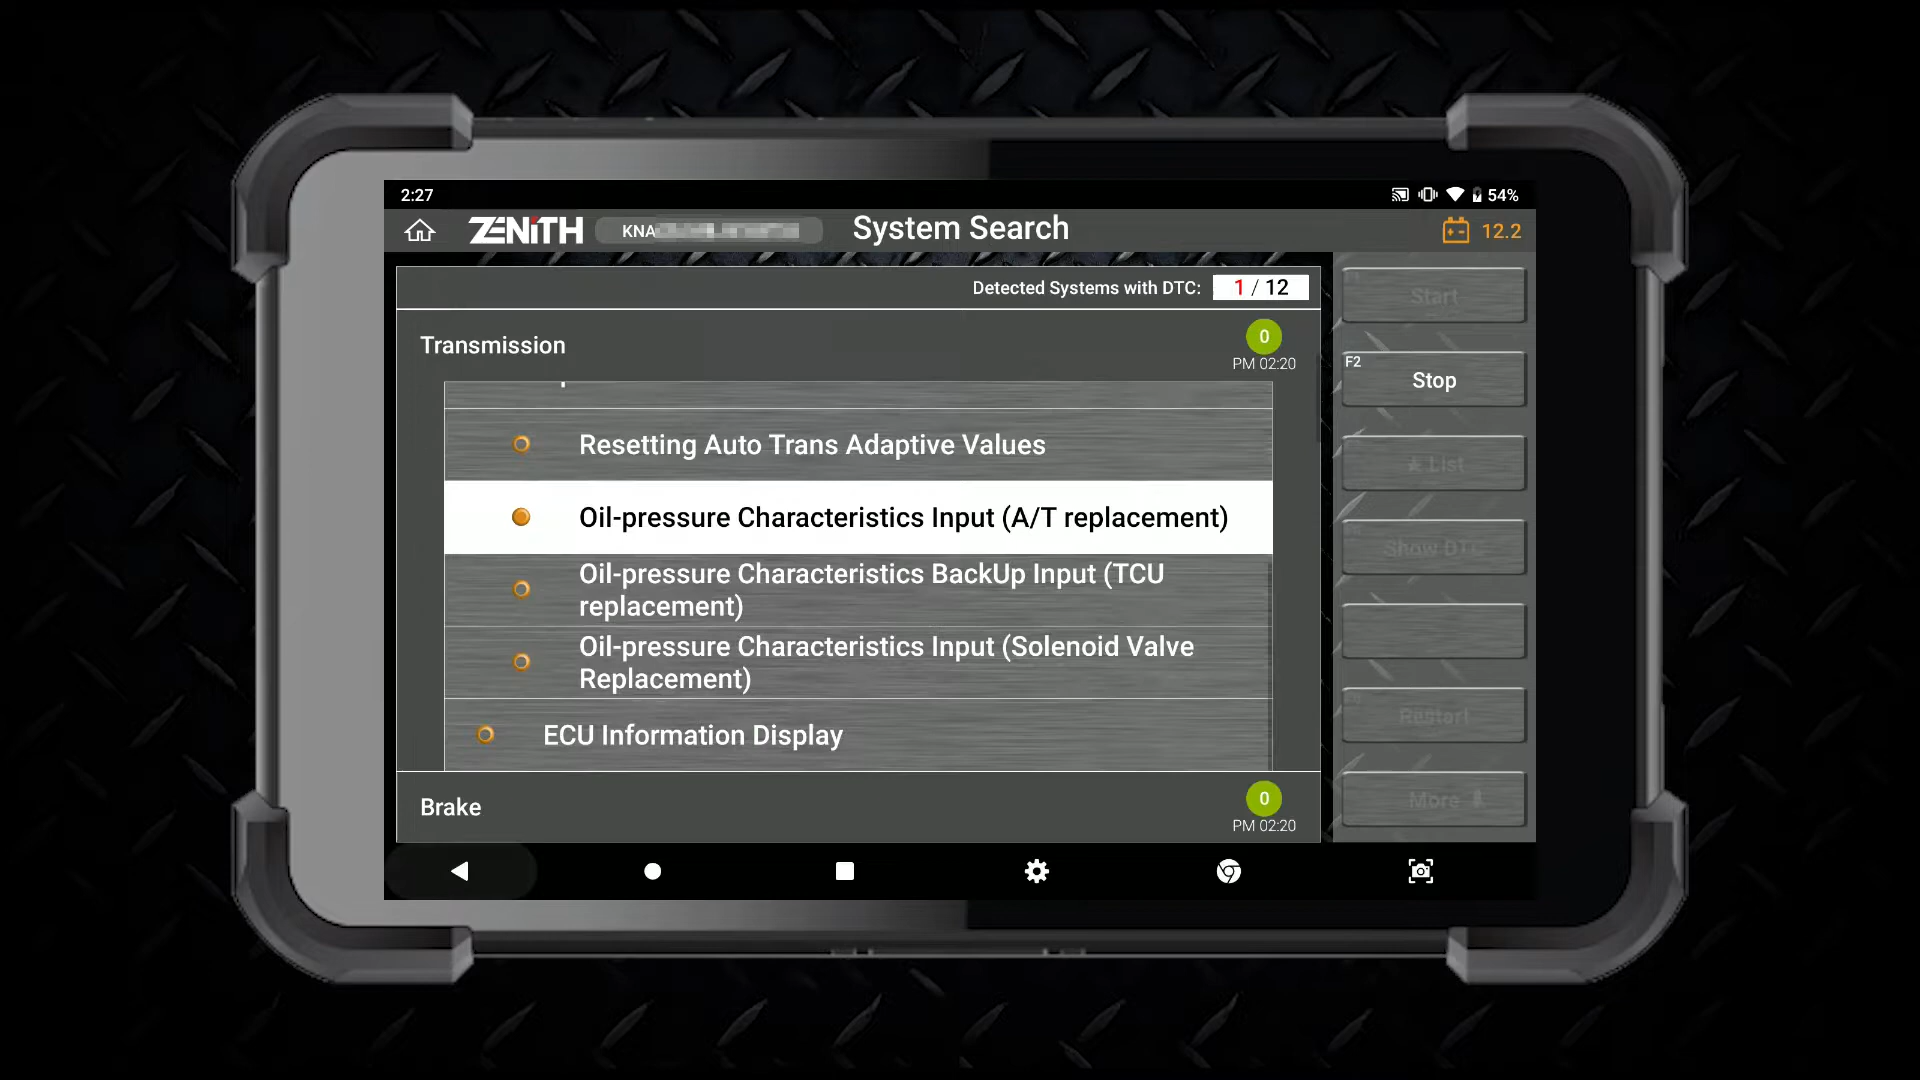 2:27
54%
ZENiTH
KNA
System Search
12.2
Detected Systems with DTC: 1 / 12
Start
Transmission
0
PM 02:20
F2
Stop
Resetting Auto Trans Adaptive Values
★ List
Oil-pressure Characteristics Input (A/T replacement)
Show DTC
Oil-pressure Characteristics BackUp Input (TCU
replacement)
Oil-pressure Characteristics Input (Solenoid Valve
Replacement)
Restart
ECU Information Display
More
Brake
0
PM 02:20